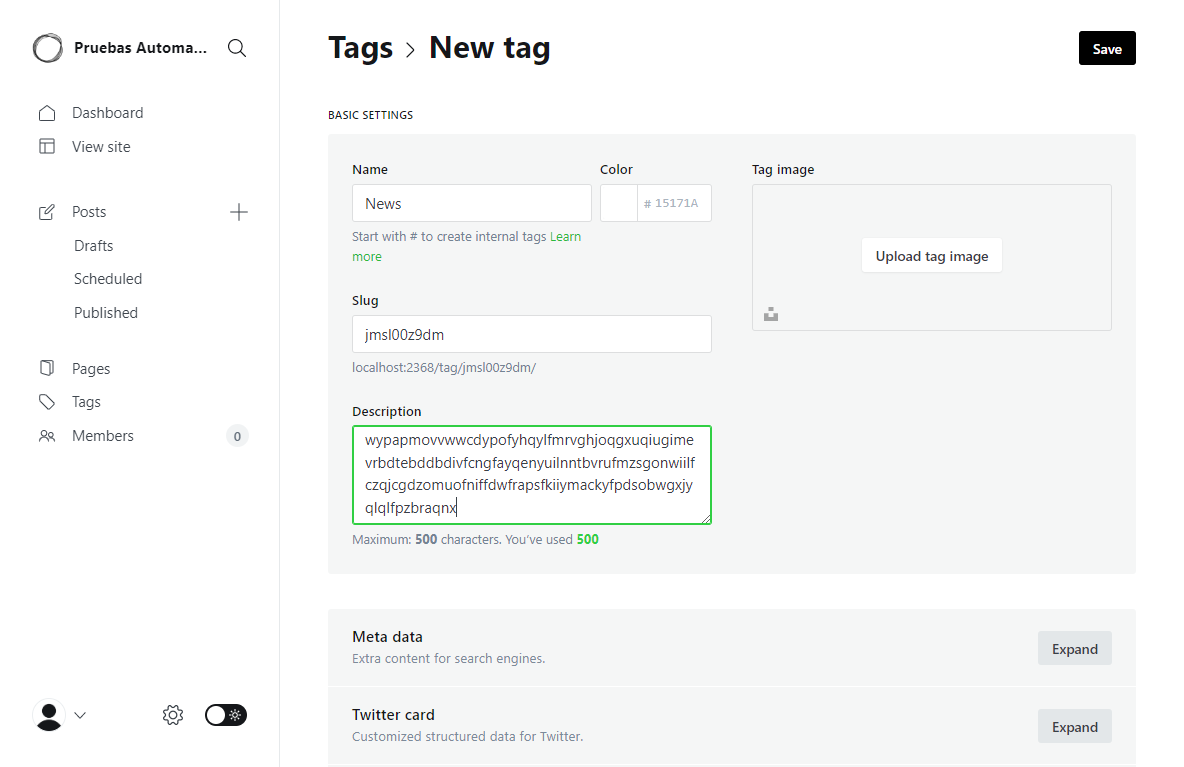 Pruebas Automa...
Dashboard
View site
Posts
Drafts
Scheduled
Published
Pages
Tags
Members
0
Tags > New tag
Save
BASIC SETTINGS
Name
News
Start with # to create internal tags Learn
more
Color
# 15171A
Slug
jmsl00z9dm
localhost:2368/tag/jmsl00z9dm/
Description
wypapmovvwwcdypofyhqylfmrvghjoqgxuqiugime
vrbdtebddbdivfcngfayqenyuilnntbvrufmzsgonwiilf
czqjcgdzomuofniffdwfrapsfkiiymackyfpdsobwgxjy
qlqlfpzbraqnx
Maximum: 500 characters. You’ve used 500
Tag image
Upload tag image
Meta data
Extra content for search engines.
Expand
Twitter card
Customized structured data for Twitter.
Expand